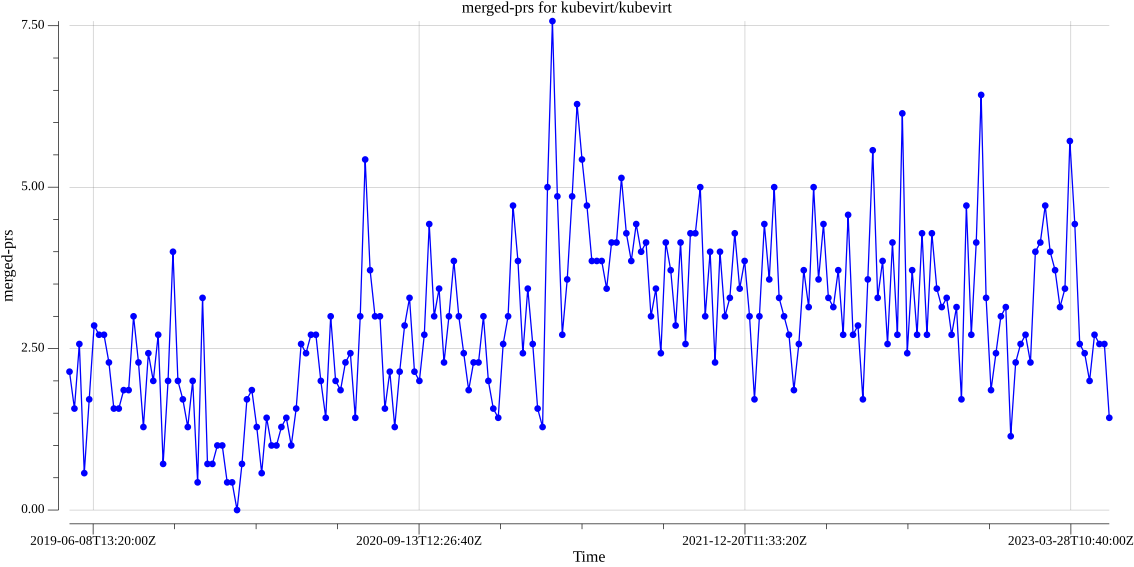 merged-prs for kubevirt/kubevirt
7.50
5.00
2.50
0.00
merged-prs
2019-06-08T13:20:00Z
2020-09-13T12:26:40Z
2021-12-20T11:33:20Z
2023-03-28T10:40:00Z
Time